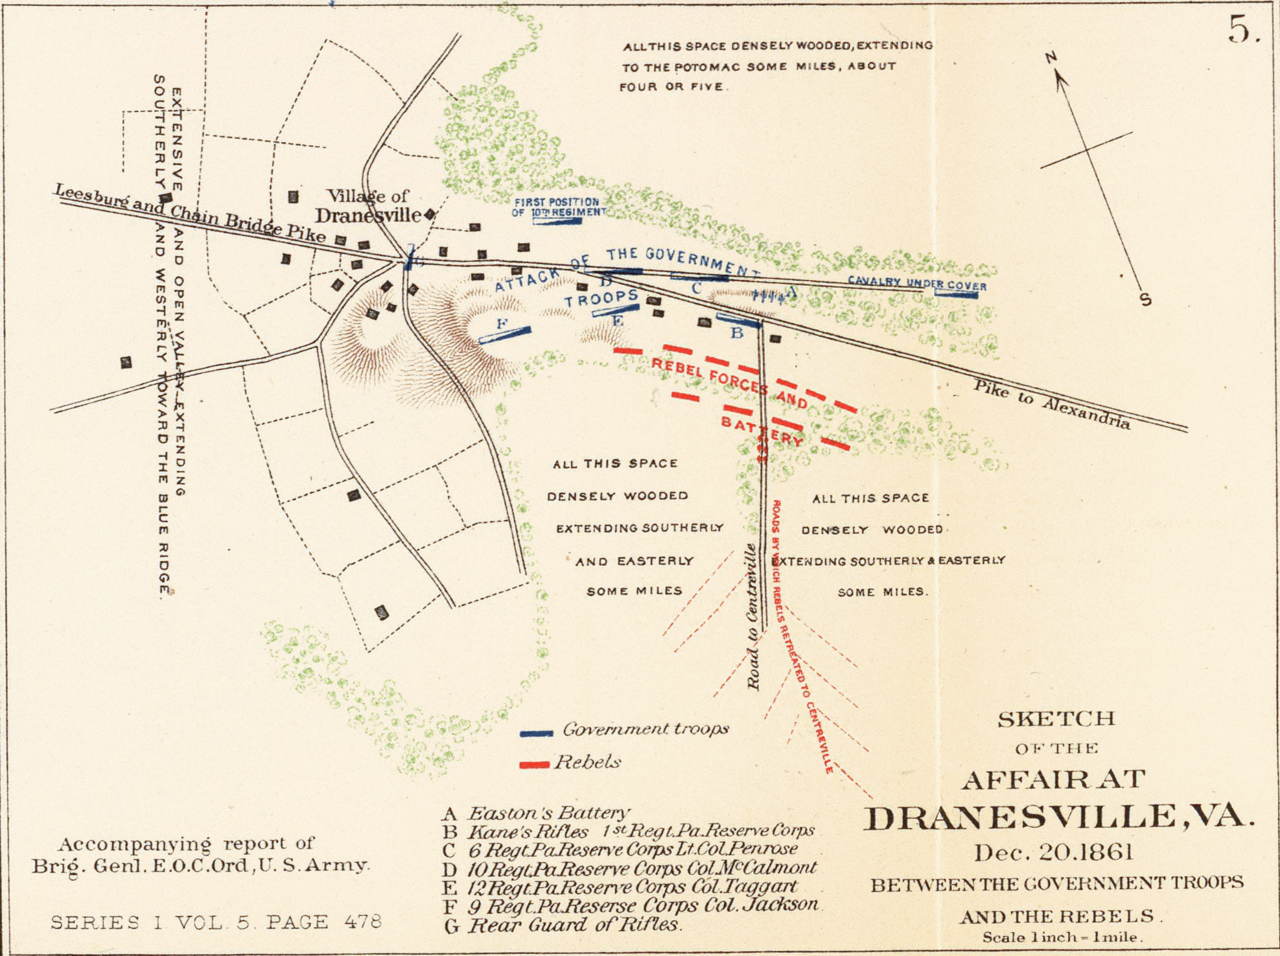 5.
ALL THIS SPACE DENSELY WOODED, EXTENDING
TO THE POTOMAC SOME MILES, ABOUT
FOUR OR FIVE.
N
S
EXTENSIVE AND OPEN VALLEY EXTENDING
SOUTHERLY AND WESTERLY TOWARD THE BLUE RIDGE.
Leesburg and Chain Bridge Pike
Village of
Dranesville
FIRST POSITION
OF 10TH REGIMENT
ATTACK OF THE GOVERNMENT
TROOPS
CAVALRY UNDER COVER
G
D
C
A
E
F
B
REBEL FORCES AND
BATTERY
Pike to Alexandria
ALL THIS SPACE
DENSELY WOODED
EXTENDING SOUTHERLY
AND EASTERLY
SOME MILES
ALL THIS SPACE
DENSELY WOODED
EXTENDING SOUTHERLY & EASTERLY
SOME MILES.
Road to Centreville
ROADS BY WHICH REBELS RETREATED TO CENTREVILLE
Government troops
Rebels
A Easton's Battery
B Kane's Rifles 1st Regt. Pa. Reserve Corps
C 6 Regt. Pa. Reserve Corps Lt. Col. Penrose
D 10 Regt. Pa. Reserve Corps Col. McCalmont
E 12 Regt. Pa. Reserve Corps Col. Taggart
F 9 Regt. Pa. Reserse Corps Col. Jackson
G Rear Guard of Rifles.
Accompanying report of
Brig. Genl. E.O.C. Ord, U.S. Army.
SERIES 1 VOL. 5. PAGE 478
SKETCH
OF THE
AFFAIR AT
DRANESVILLE, VA.
Dec. 20. 1861
BETWEEN THE GOVERNMENT TROOPS
AND THE REBELS.
Scale 1 inch = 1 mile.